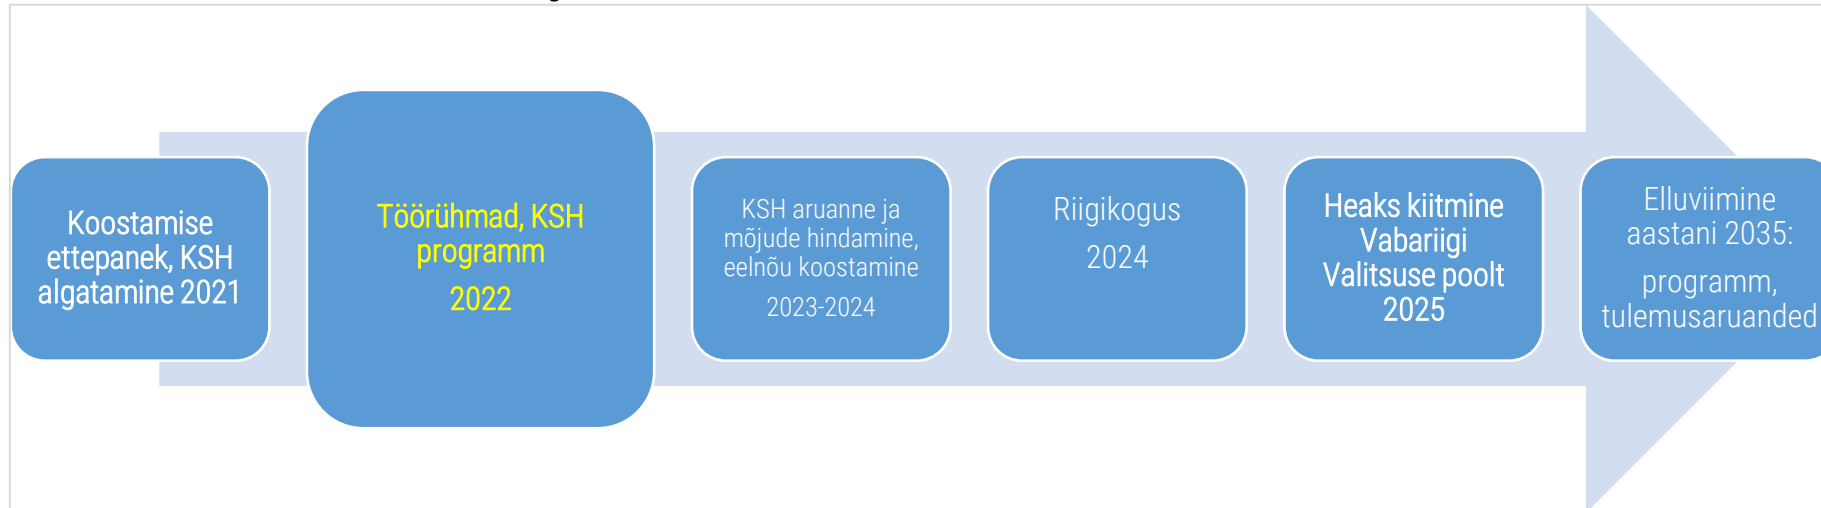 Koostamise
ettepanek, KSH
algatamine 2021
Töörühmad, KSH
programm
2022
KSH aruanne ja
mõjude hindamine,
eelnõu koostamine
2023-2024
Riigikogus
2024
Heaks kiitmine
Vabariigi
Valitsuse poolt
2025
Elluviimine
aastani 2035:
programm,
tulemusaruanded